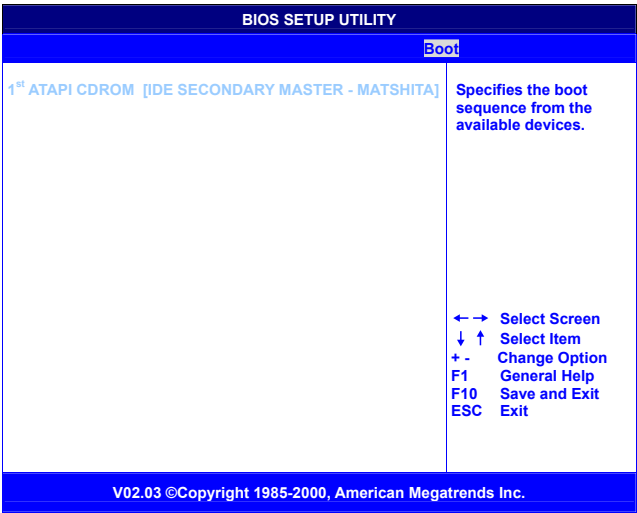 BIOS SETUP UTILITY
Boot
1st ATAPI CDROM [IDE SECONDARY MASTER - MATSHITA]
Specifies the boot
sequence from the
available devices.
← → Select Screen
↓ ↑ Select Item
+ - Change Option
F1 General Help
F10 Save and Exit
ESC Exit
V02.03 ©Copyright 1985-2000, American Megatrends Inc.